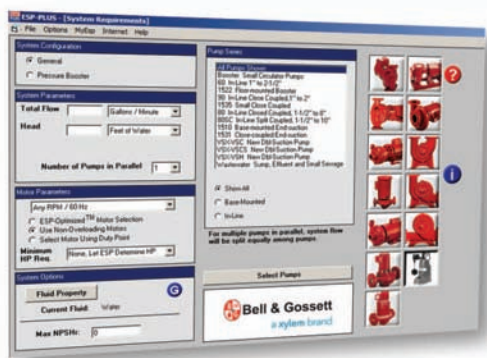 ESP-PLUS - [System Requirements]
File Options MyEsp Internet Help
System Configuration
General
Pressure Booster
System Parameters
Total Flow Gallons / Minute
Head Feet of Water
Number of Pumps in Parallel 1
Motor Parameters
Any RPM / 60 Hz
ESP-Optimized™ Motor Selection
Use Non-Overloading Motors
Select Motor Using Duty Point
Minimum HP Req. None, Let ESP Determine HP
System Options
Fluid Property
G
Current Fluid: Water
Max NPSHr: 0
Pump Series
All Pumps Shown
Booster Small Circulator Pumps
60 In-Line 1" to 2-1/2"
1522 Floor-mounted Booster
90 In-Line Close Coupled,1" to 2"
1535 Small Close Coupled
80 In-Line Closed Coupled, 1-1/2" to 8"
80SC In-Line Split Coupled, 1-1/2" to 10"
1510 Base-mounted End-suction
1531 Close-coupled End-suction
VSX-VSC New Dbl Suction Pump
VSX-VSCS New Dbl Suction Pump
VSX-VSH New Dbl Suction Pump
Wastewater Sump, Effluent and Small Sewage
Show All
Base-Mounted
In-Line
For multiple pumps in parallel, system flow
will be split equally among pumps.
Select Pumps
Bell & Gossett
a xylem brand
?
i